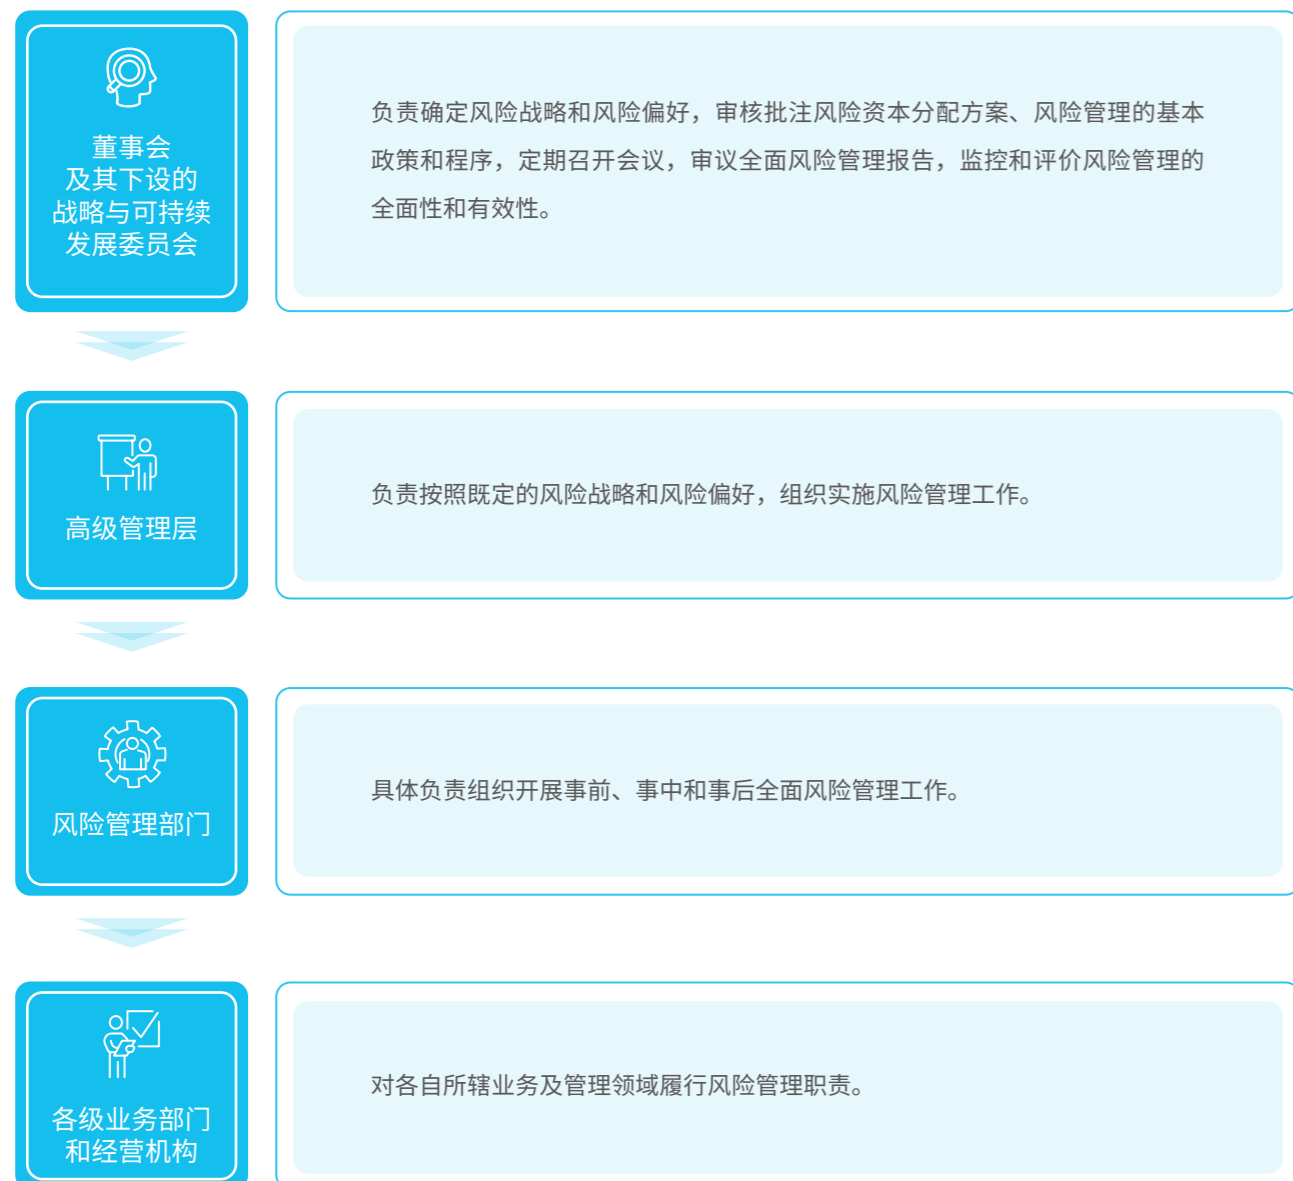 董事会
及其下设的
战略与可持续
发展委员会
负责确定风险战略和风险偏好，审核批注风险资本分配方案、风险管理的基本
政策和程序，定期召开会议，审议全面风险管理报告，监控和评价风险管理的
全面性和有效性。
高级管理层
负责按照既定的风险战略和风险偏好，组织实施风险管理工作。
风险管理部门
具体负责组织开展事前、事中和事后全面风险管理工作。
各级业务部门
和经营机构
对各自所辖业务及管理领域履行风险管理职责。